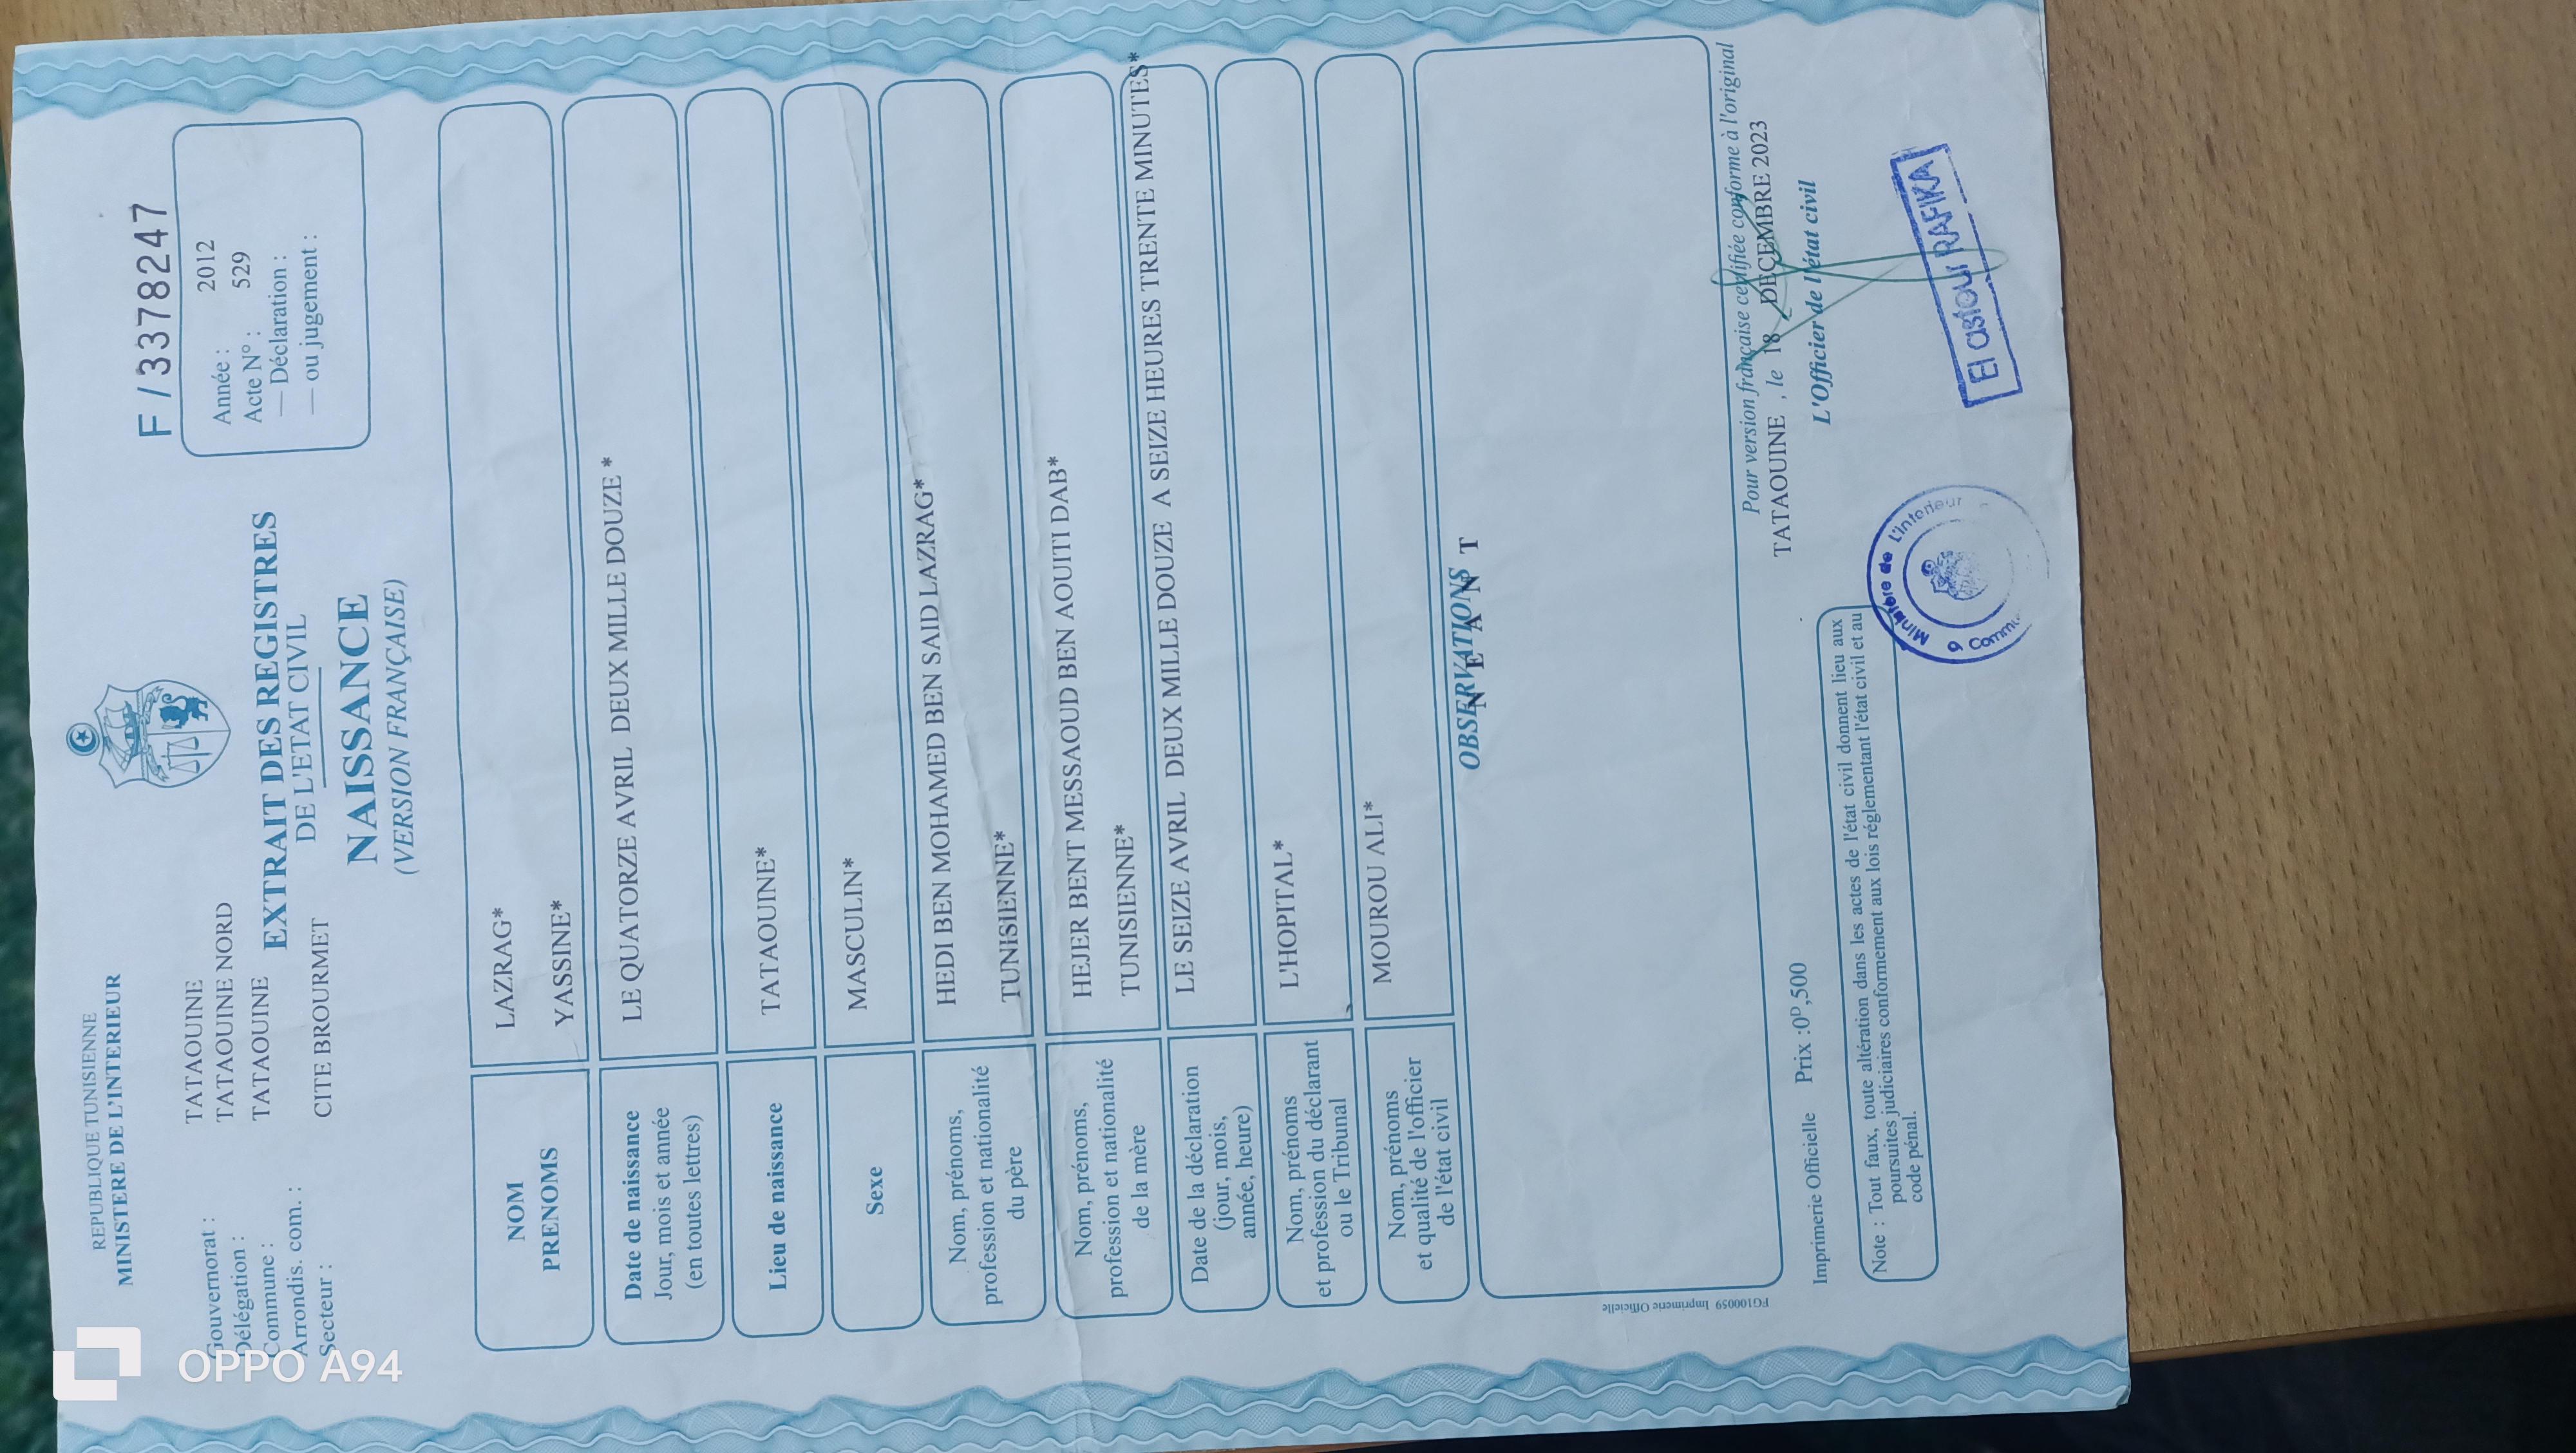 REPUBLIQUE TUNISIENNE
MINISTERE DE L'INTERIEUR
F / 3378247
Gouvernorat : TATAOUINE
Délégation : TATAOUINE NORD
Commune : TATAOUINE
Arrondis. com. :
Secteur : CITE BROURMET
EXTRAIT DES REGISTRES
DE L'ETAT CIVIL
NAISSANCE
(VERSION FRANÇAISE)
Année : 2012
Acte N° : 529
— Déclaration :
— ou jugement :
NOM LAZRAG*
PRENOMS YASSINE*
Date de naissance
Jour, mois et année
(en toutes lettres)
LE QUATORZE AVRIL DEUX MILLE DOUZE *
Lieu de naissance TATAOUINE*
Sexe MASCULIN*
Nom, prénoms,
profession et nationalité
du père
HEDI BEN MOHAMED BEN SAID LAZRAG*
TUNISIENNE*
Nom, prénoms,
profession et nationalité
de la mère
HEJER BENT MESSAOUD BEN AOUITI DAB*
TUNISIENNE*
Date de la déclaration
(jour, mois,
année, heure)
LE SEIZE AVRIL DEUX MILLE DOUZE A SEIZE HEURES TRENTE MINUTES*
Nom, prénoms
et profession du déclarant
ou le Tribunal
L'HOPITAL*
Nom, prénoms
et qualité de l'officier
de l'état civil
MOUROU ALI*
OBSERVATIONS
N E A N T
FG100059 Imprimerie Officielle
Pour version française certifiée conforme à l'original
TATAOUINE , le 18 DECEMBRE 2023
L'Officier de l'état civil
El astoui RAFIKA
Imprimerie Officielle Prix :0ᴰ,500
Note : Tout faux, toute altération dans les actes de l'état civil donnent lieu aux
poursuites judiciaires conformement aux lois réglementant l'état civil et au
code pénal.
Ministère de L'Interieur
9
OPPO A94